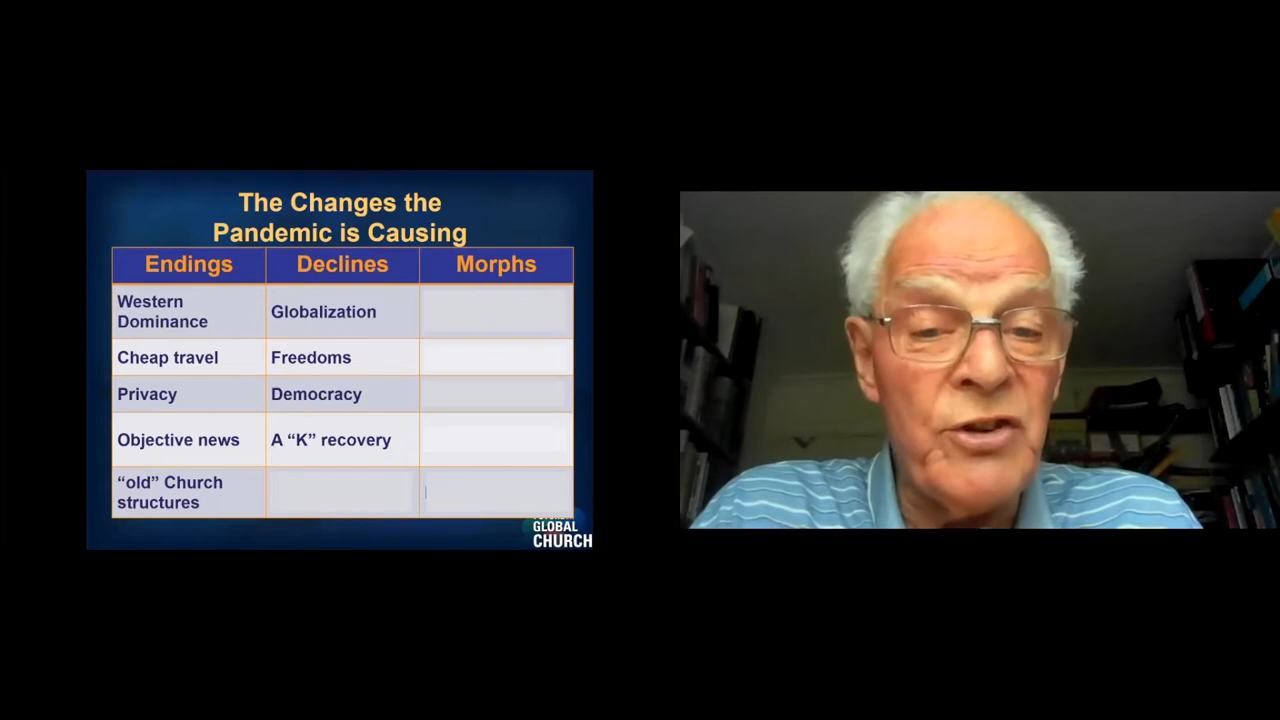 The Changes the
Pandemic is Causing
Endings Declines Morphs
Western
Dominance
Globalization
Cheap travel Freedoms
Privacy Democracy
Objective news A “K” recovery
“old” Church
structures
GLOBAL
CHURCH